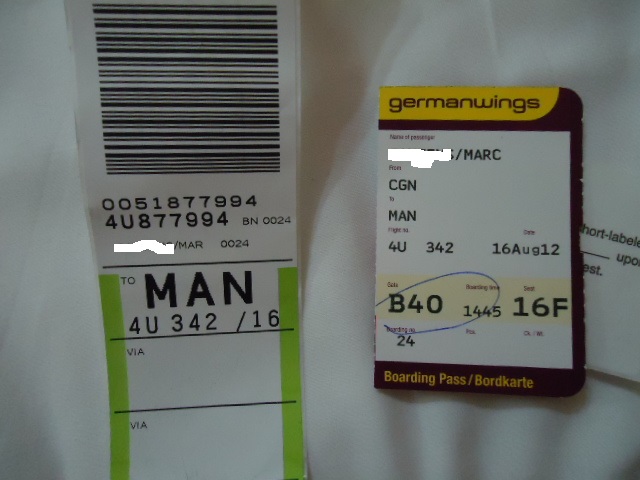 0051877994
4U877994 BN 0024
/MAR 0024
TO MAN
4U 342 /16
VIA
VIA
germanwings
Name of passenger
/MARC
From
CGN
to
MAN
Flight no. Date
4U 342 16Aug12
Gate Boarding time Seat
B40 1445 16F
Boarding no. Pcs. Ck. / Wt.
24
Boarding Pass/Bordkarte
hort-labele
upo
est.